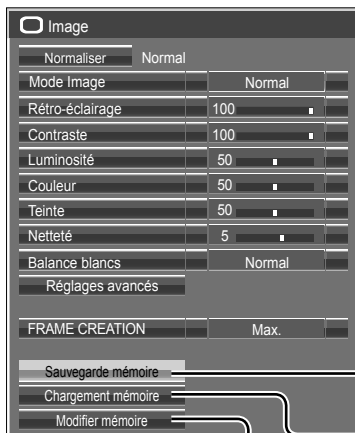 Image
Normaliser Normal
Mode Image Normal
Rétro-éclairage 100
Contraste 100
Luminosité 50
Couleur 50
Teinte 50
Netteté 5
Balance blancs Normal
Réglages avancés
FRAME CREATION Max.
Sauvegarde mémoire
Chargement mémoire
Modifier mémoire